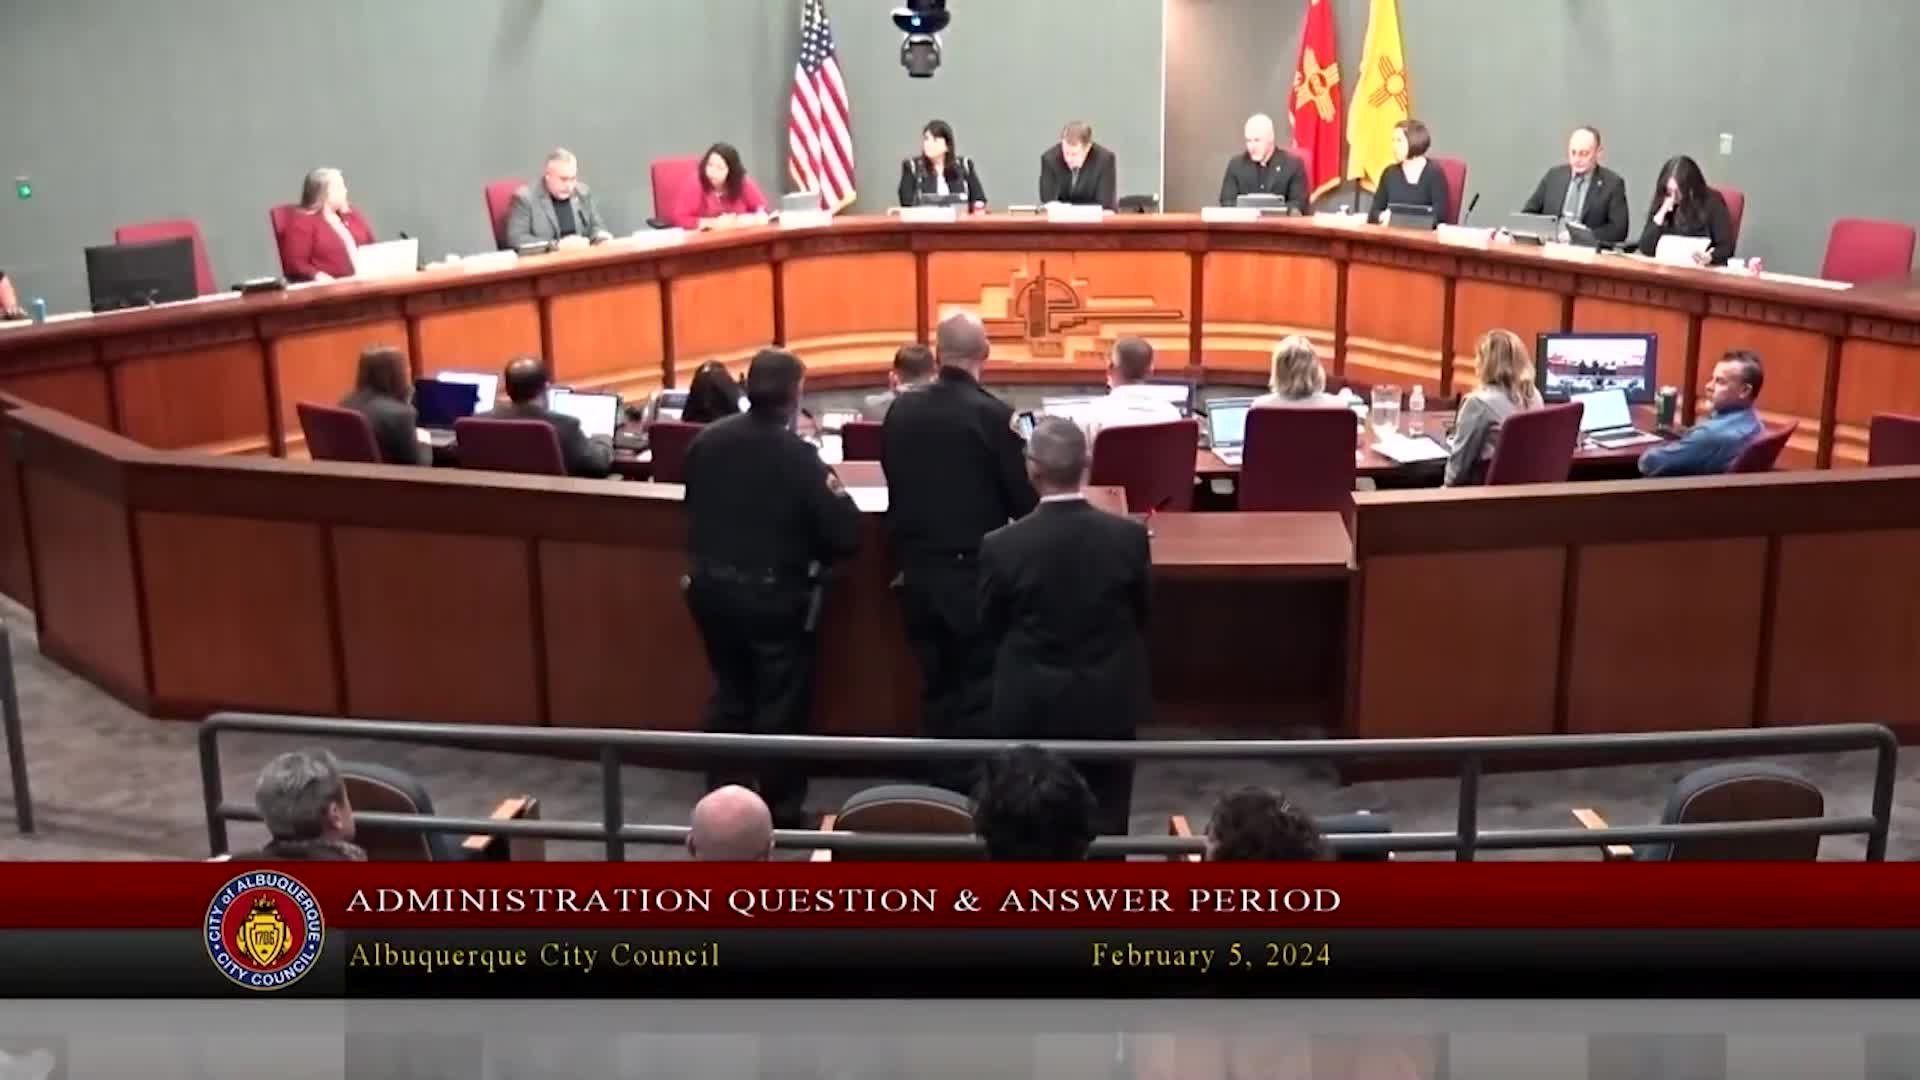 ADMINISTRATION QUESTION & ANSWER PERIOD
CITY of ALBUQUERQUE
1706
CITY COUNCIL
Albuquerque City Council
February 5, 2024